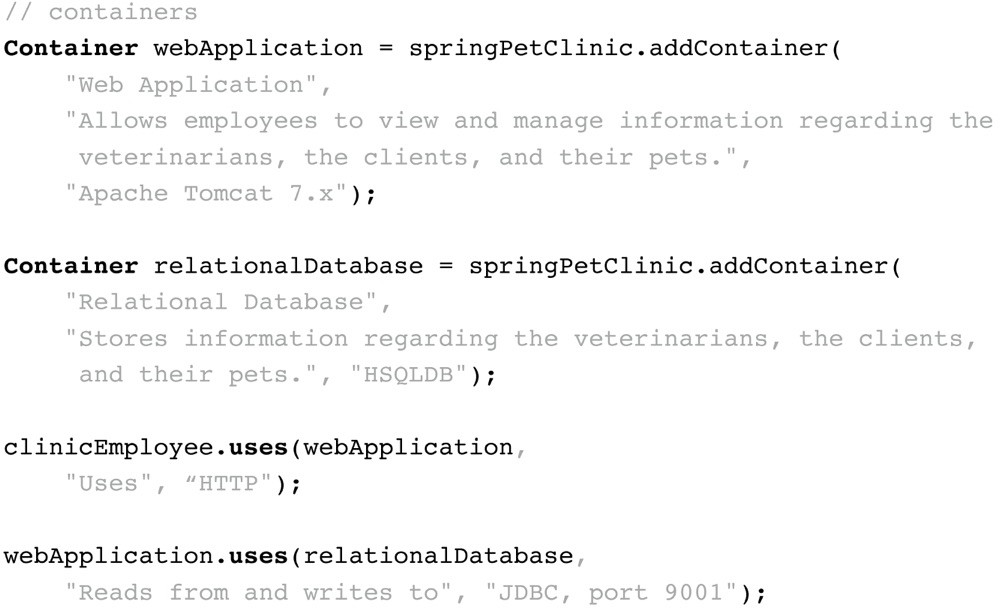 // containers
Container webApplication = springPetClinic.addContainer(
    "Web Application",
    "Allows employees to view and manage information regarding the
     veterinarians, the clients, and their pets.",
    "Apache Tomcat 7.x");

Container relationalDatabase = springPetClinic.addContainer(
    "Relational Database",
    "Stores information regarding the veterinarians, the clients,
     and their pets.", "HSQLDB");

clinicEmployee.uses(webApplication,
    "Uses", “HTTP");

webApplication.uses(relationalDatabase,
    "Reads from and writes to", "JDBC, port 9001");